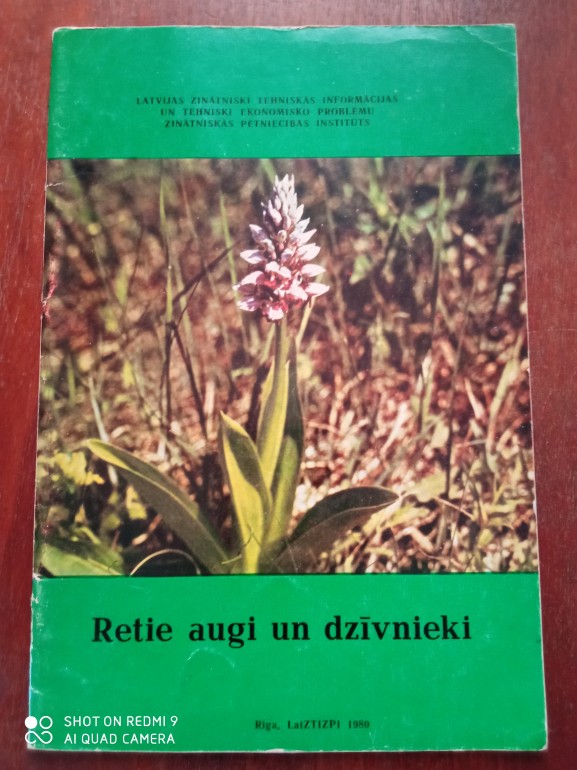 LATVIJAS ZINĀTNISKI TEHNISKĀS INFORMĀCIJAS
UN TEHNISKI EKONOMISKO PROBLĒMU
ZINĀTNISKĀS PĒTNIECĪBAS INSTITŪTS
Retie augi un dzīvnieki
Rīga, LatZTIZPI 1980
SHOT ON REDMI 9
AI QUAD CAMERA